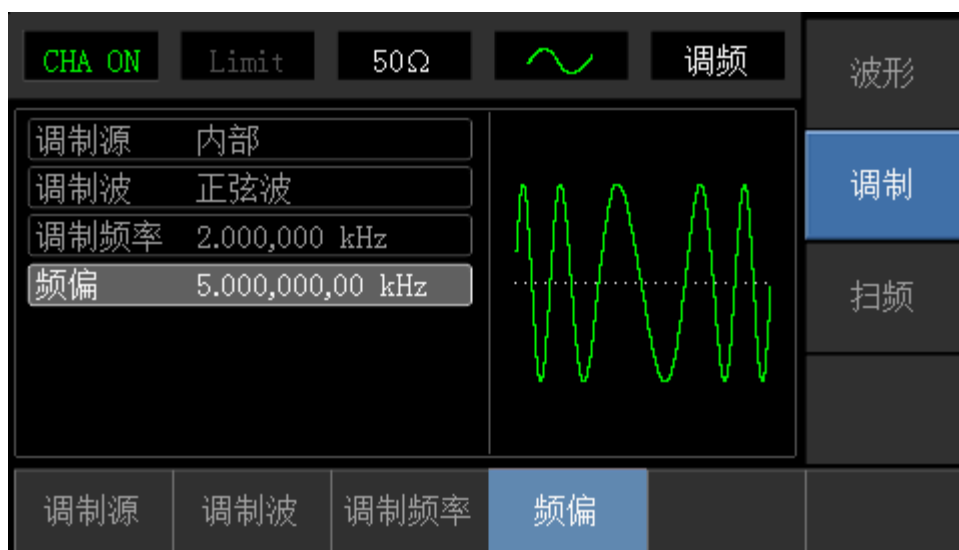 CHA ON Limit 50Ω 调频
波形
调制源 内部
调制波 正弦波
调制频率 2.000,000 kHz
频偏 5.000,000,00 kHz
调制
扫频
调制源 调制波 调制频率 频偏